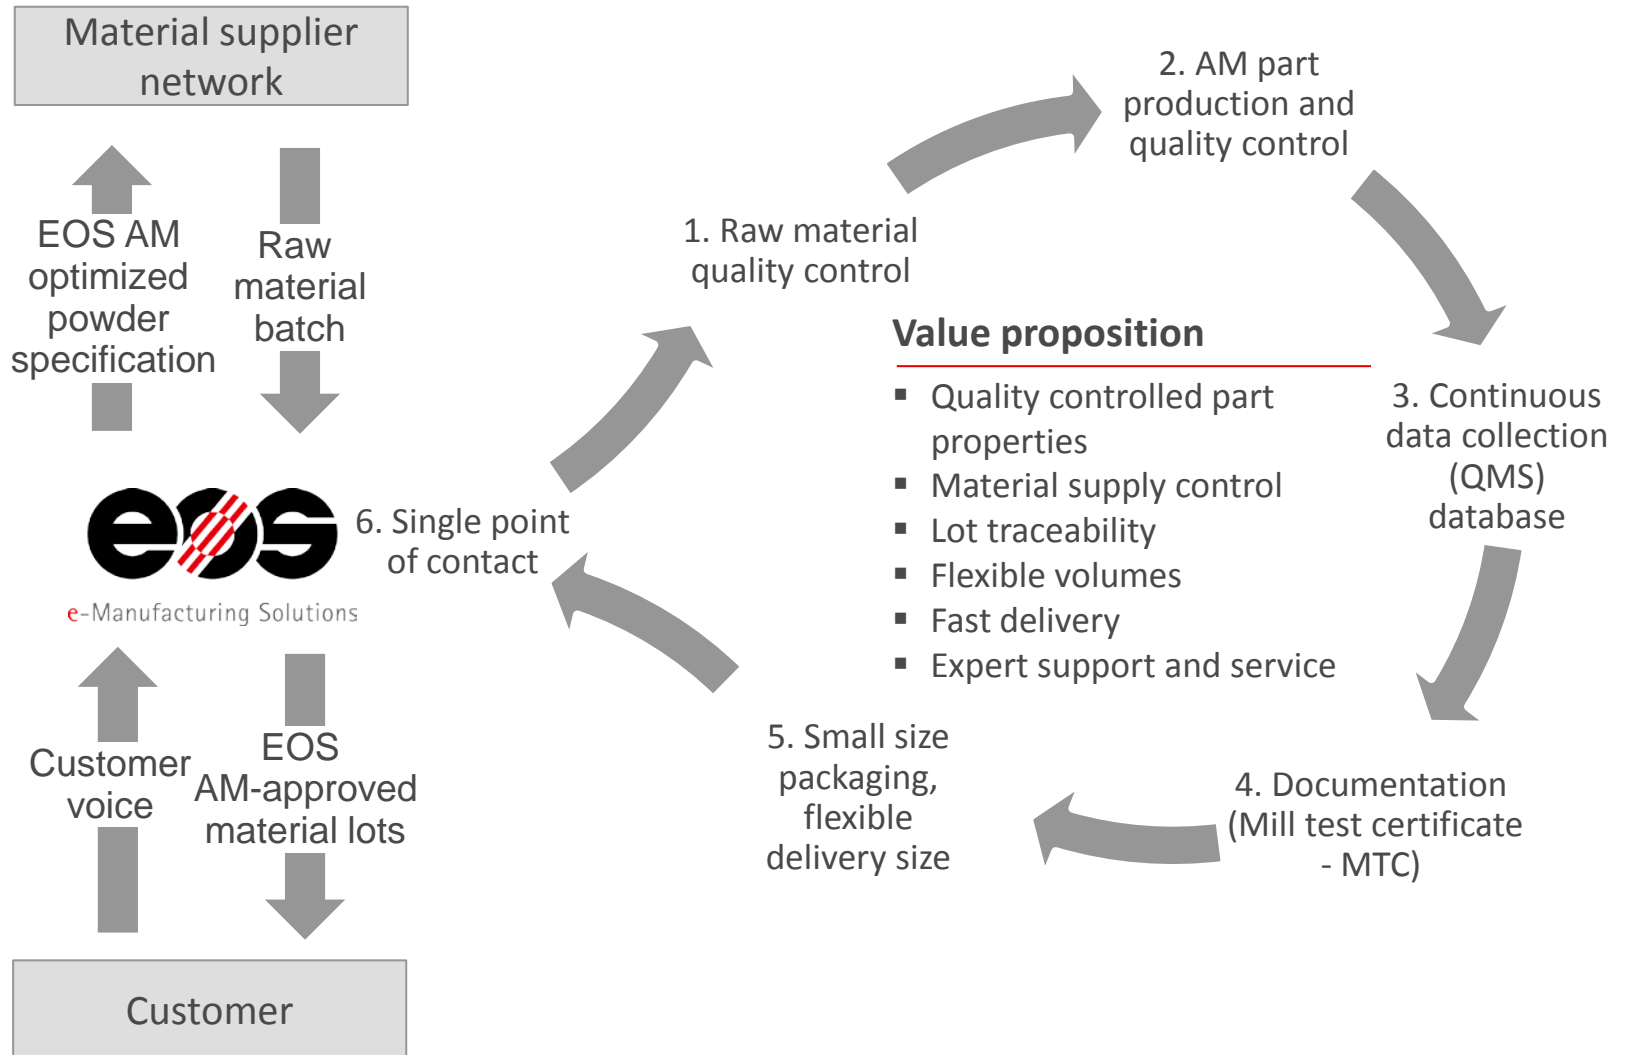 Material supplier
network
EOS AM
optimized
powder
specification
Raw
material
batch
eos
e-Manufacturing Solutions
Customer
voice
EOS
AM-approved
material lots
Customer
1. Raw material
quality control
2. AM part
production and
quality control
3. Continuous
data collection
(QMS)
database
4. Documentation
(Mill test certificate
- MTC)
5. Small size
packaging,
flexible
delivery size
6. Single point
of contact
Value proposition
▪ Quality controlled part
properties
▪ Material supply control
▪ Lot traceability
▪ Flexible volumes
▪ Fast delivery
▪ Expert support and service